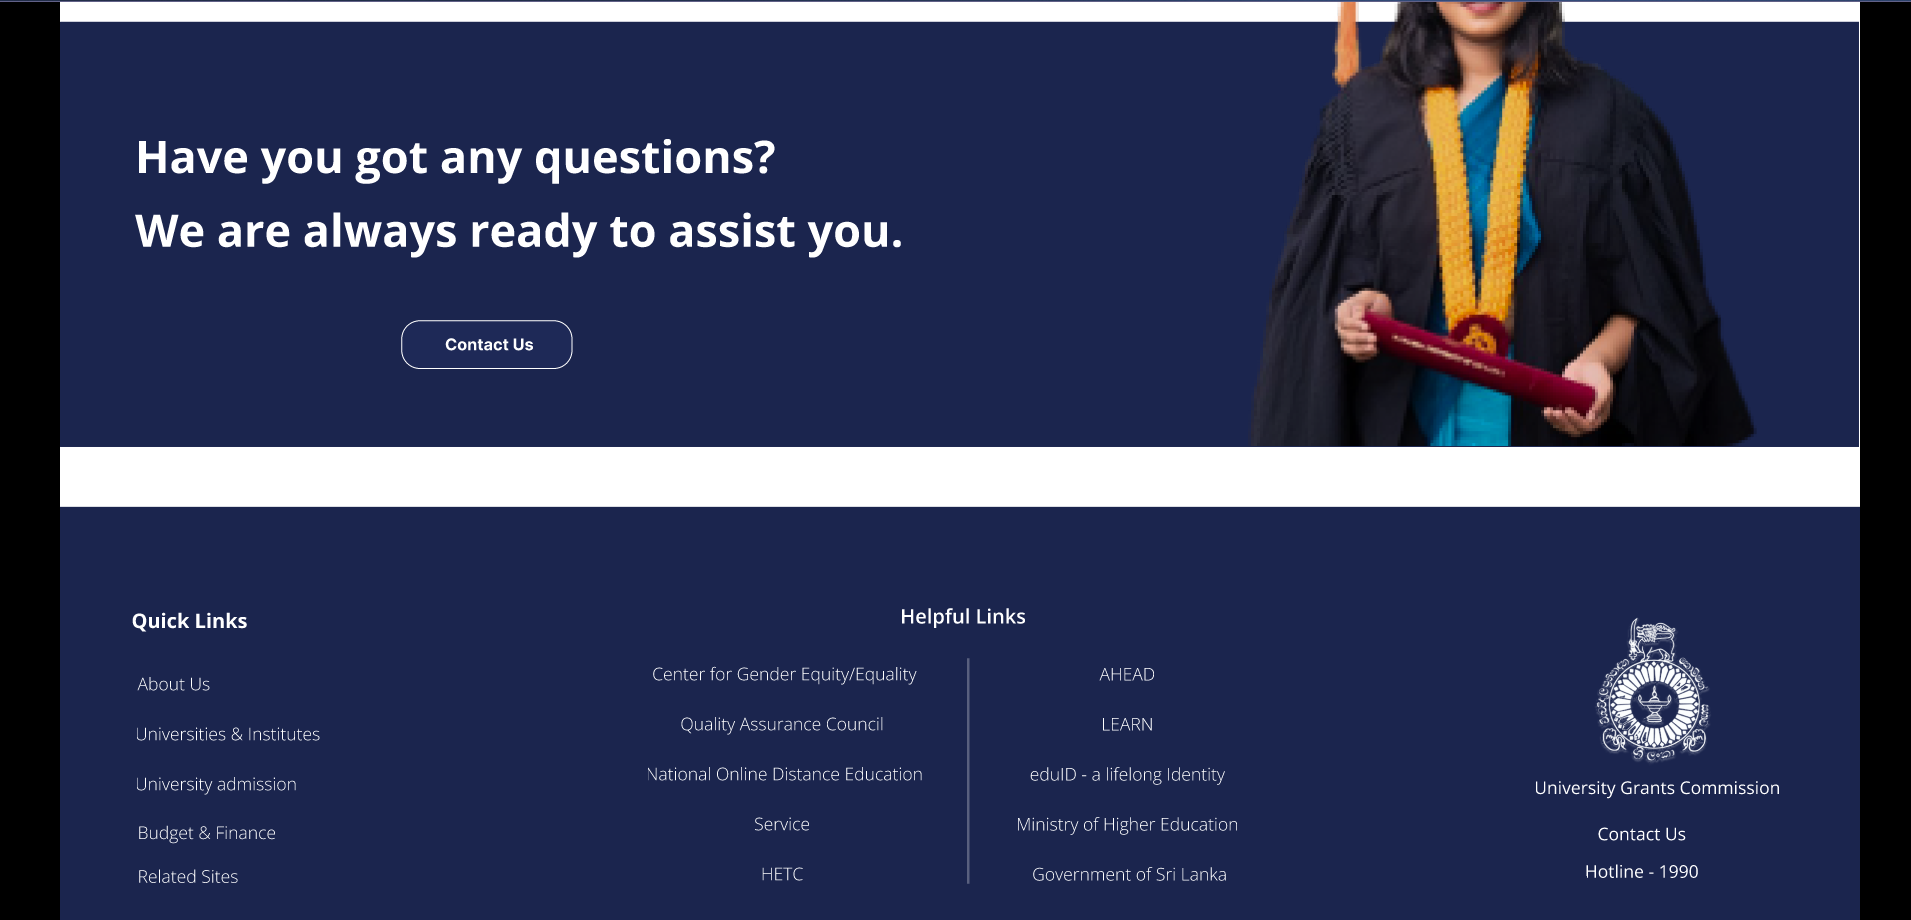 Have you got any questions?
We are always ready to assist you.
Contact Us
Quick Links
About Us
Universities & Institutes
University admission
Budget & Finance
Related Sites
Helpful Links
Center for Gender Equity/Equality
Quality Assurance Council
National Online Distance Education
Service
HETC
AHEAD
LEARN
eduID - a lifelong Identity
Ministry of Higher Education
Government of Sri Lanka
University Grants Commission
Contact Us
Hotline - 1990